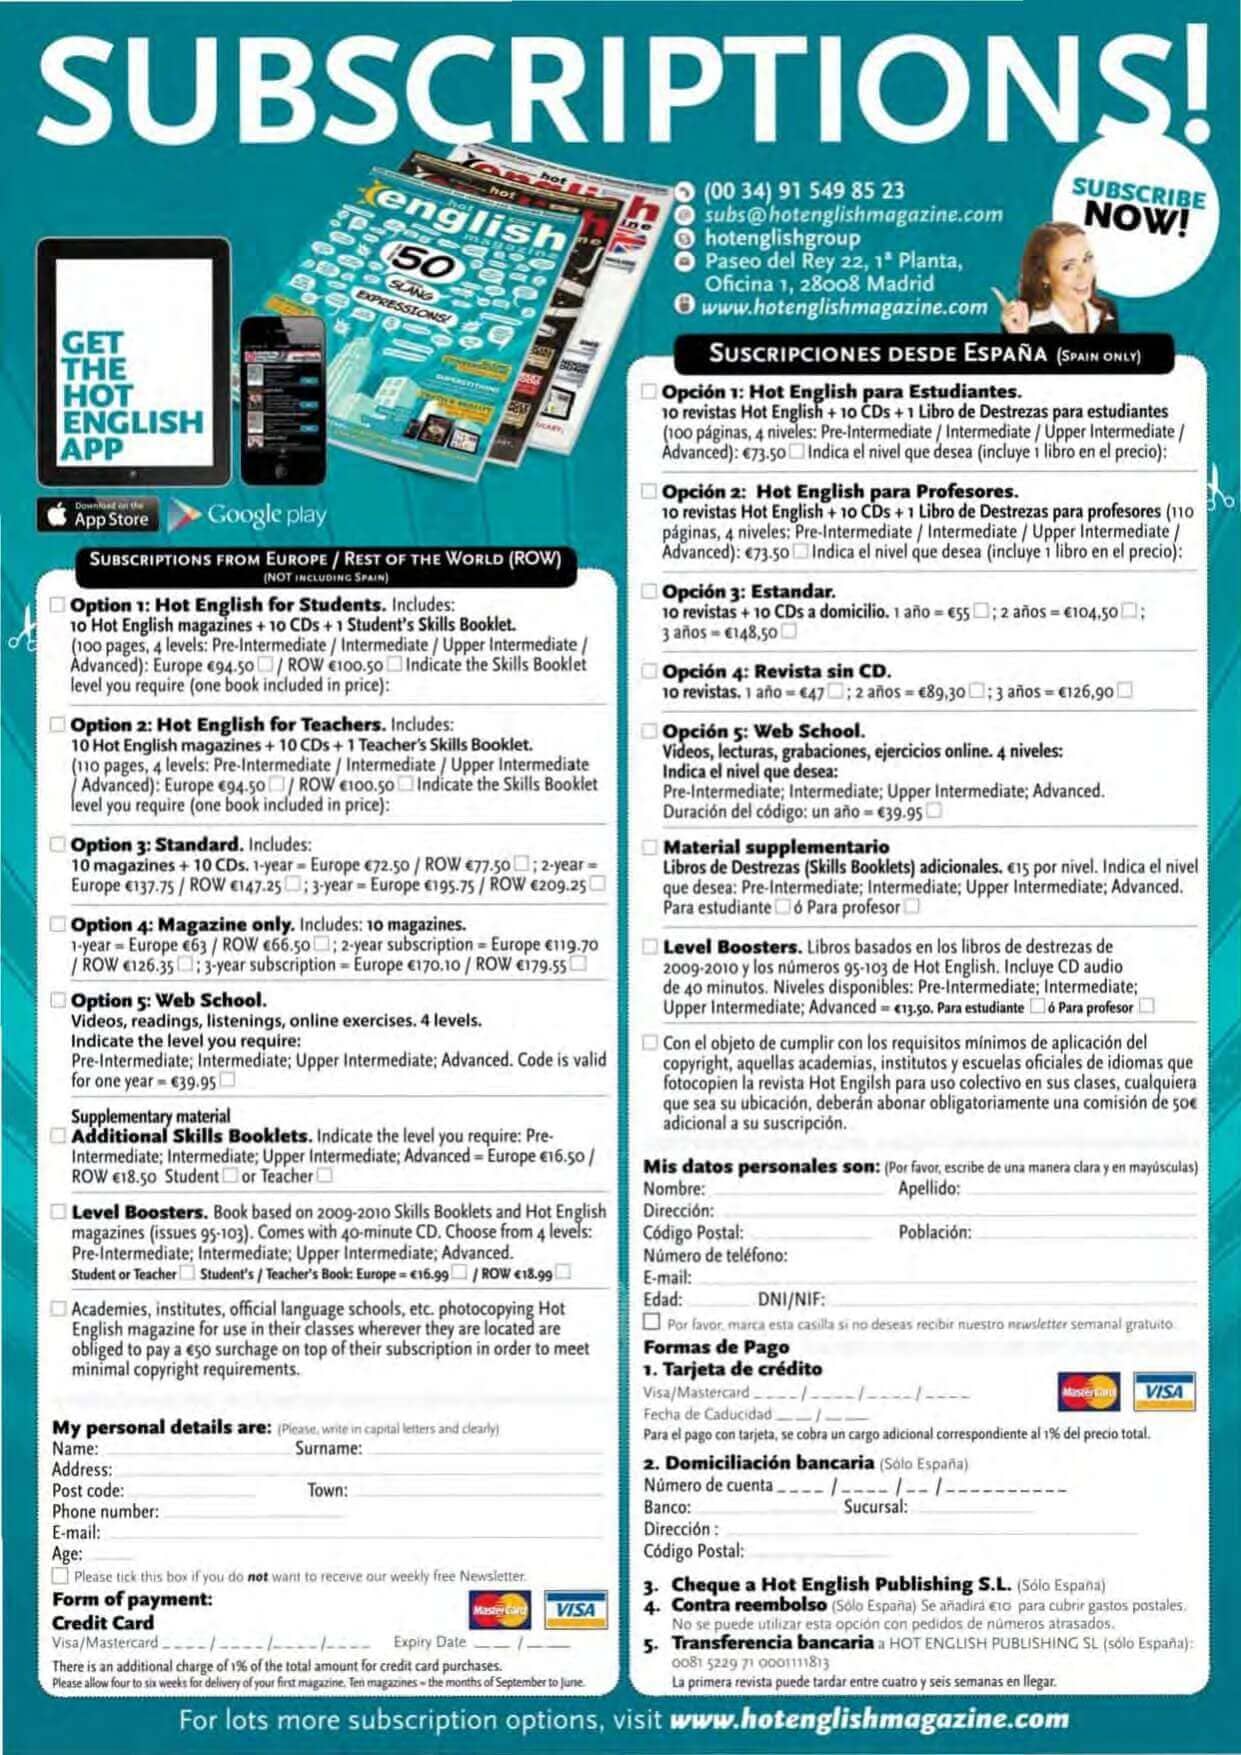 SUBSCRIPTIONS!
(00 34) 91 549 85 23
subs@hotenglishmagazine.com
hotenglishgroup
Paseo del Rey 22, 1ª Planta,
Oficina 1, 28008 Madrid
www.hotenglishmagazine.com
SUBSCRIBE
NOW!
hot
english
magazine
150
SLANG
EXPRESSIONS!
GET
THE
HOT
ENGLISH
APP
Download on the
App Store
Google play
SUBSCRIPTIONS FROM EUROPE / REST OF THE WORLD (ROW)
(NOT INCLUDING SPAIN)
Option 1: Hot English for Students. Includes:
10 Hot English magazines + 10 CDs + 1 Student's Skills Booklet.
(100 pages, 4 levels: Pre-Intermediate / Intermediate / Upper Intermediate /
Advanced): Europe €94.50 / ROW €100.50 Indicate the Skills Booklet
level you require (one book included in price):
Option 2: Hot English for Teachers. Includes:
10 Hot English magazines + 10 CDs + 1 Teacher's Skills Booklet.
(110 pages, 4 levels: Pre-Intermediate / Intermediate / Upper Intermediate
/ Advanced): Europe €94.50 / ROW €100.50 Indicate the Skills Booklet
level you require (one book included in price):
Option 3: Standard. Includes:
10 magazines + 10 CDs. 1-year = Europe €72.50 / ROW €77.50 ; 2-year =
Europe €137.75 / ROW €147.25 ; 3-year = Europe €195.75 / ROW €209.25
Option 4: Magazine only. Includes: 10 magazines.
1-year = Europe €63 / ROW €66.50 ; 2-year subscription = Europe €119.70
/ ROW €126.35 ; 3-year subscription = Europe €170.10 / ROW €179.55
Option 5: Web School.
Videos, readings, listenings, online exercises. 4 levels.
Indicate the level you require:
Pre-Intermediate; Intermediate; Upper Intermediate; Advanced. Code is valid
for one year = €39.95
Supplementary material
Additional Skills Booklets. Indicate the level you require: Pre-
Intermediate; Intermediate; Upper Intermediate; Advanced = Europe €16.50 /
ROW €18.50 Student or Teacher
Level Boosters. Book based on 2009-2010 Skills Booklets and Hot English
magazines (issues 95-103). Comes with 40-minute CD. Choose from 4 levels:
Pre-Intermediate; Intermediate; Upper Intermediate; Advanced.
Student or Teacher Student's / Teacher's Book: Europe = €16.99 / ROW €18.99
Academies, institutes, official language schools, etc. photocopying Hot
English magazine for use in their classes wherever they are located are
obliged to pay a €50 surchage on top of their subscription in order to meet
minimal copyright requirements.
My personal details are: (Please, write in capital letters and clearly)
Name: Surname:
Address:
Post code: Town:
Phone number:
E-mail:
Age:
Please tick this box if you do not want to receive our weekly free Newsletter.
Form of payment:
Credit Card
MasterCard VISA
Visa/Mastercard _ _ _ _ / _ _ _ _ / _ _ _ _ / _ _ _ _ Expiry Date _ _ / _ _
There is an additional charge of 1% of the total amount for credit card purchases.
Please allow four to six weeks for delivery of your first magazine. Ten magazines = the months of September to June.
SUSCRIPCIONES DESDE ESPAÑA (SPAIN ONLY)
Opción 1: Hot English para Estudiantes.
10 revistas Hot English + 10 CDs + 1 Libro de Destrezas para estudiantes
(100 páginas, 4 niveles: Pre-Intermediate / Intermediate / Upper Intermediate /
Advanced): €73.50 Indica el nivel que desea (incluye 1 libro en el precio):
Opción 2: Hot English para Profesores.
10 revistas Hot English + 10 CDs + 1 Libro de Destrezas para profesores (110
páginas, 4 niveles: Pre-Intermediate / Intermediate / Upper Intermediate /
Advanced): €73.50 Indica el nivel que desea (incluye 1 libro en el precio):
Opción 3: Estandar.
10 revistas + 10 CDs a domicilio. 1 año = €55 ; 2 años = €104,50 ;
3 años = €148,50
Opción 4: Revista sin CD.
10 revistas. 1 año = €47 ; 2 años = €89,30 ; 3 años = €126,90
Opción 5: Web School.
Videos, lecturas, grabaciones, ejercicios online. 4 niveles:
Indica el nivel que desea:
Pre-Intermediate; Intermediate; Upper Intermediate; Advanced.
Duración del código: un año = €39.95
Material supplementario
Libros de Destrezas (Skills Booklets) adicionales. €15 por nivel. Indica el nivel
que desea: Pre-Intermediate; Intermediate; Upper Intermediate; Advanced.
Para estudiante ó Para profesor
Level Boosters. Libros basados en los libros de destrezas de
2009-2010 y los números 95-103 de Hot English. Incluye CD audio
de 40 minutos. Niveles disponibles: Pre-Intermediate; Intermediate;
Upper Intermediate; Advanced = €13.50. Para estudiante ó Para profesor
Con el objeto de cumplir con los requisitos mínimos de aplicación del
copyright, aquellas academias, institutos y escuelas oficiales de idiomas que
fotocopien la revista Hot Engilsh para uso colectivo en sus clases, cualquiera
que sea su ubicación, deberán abonar obligatoriamente una comisión de 50€
adicional a su suscripción.
Mis datos personales son: (Por favor, escribe de una manera clara y en mayúsculas)
Nombre: Apellido:
Dirección:
Código Postal: Población:
Número de teléfono:
E-mail:
Edad: DNI/NIF:
Por favor, marca esta casilla si no deseas recibir nuestro newsletter semanal gratuito.
Formas de Pago
1. Tarjeta de crédito
Visa/Mastercard _ _ _ _ / _ _ _ _ / _ _ _ _ / _ _ _ _
MasterCard VISA
Fecha de Caducidad _ _ / _ _
Para el pago con tarjeta, se cobra un cargo adicional correspondiente al 1% del precio total.
2. Domiciliación bancaria (Sólo España)
Número de cuenta _ _ _ _ / _ _ _ _ / _ _ / _ _ _ _ _ _ _ _ _ _
Banco: Sucursal:
Dirección :
Código Postal:
3. Cheque a Hot English Publishing S.L. (Sólo España)
4. Contra reembolso (Sólo España) Se añadirá €10 para cubrir gastos postales.
No se puede utilizar esta opción con pedidos de números atrasados.
5. Transferencia bancaria a HOT ENGLISH PUBLISHING SL (sólo España):
0081 5229 71 0001111813
La primera revista puede tardar entre cuatro y seis semanas en llegar.
For lots more subscription options, visit www.hotenglishmagazine.com